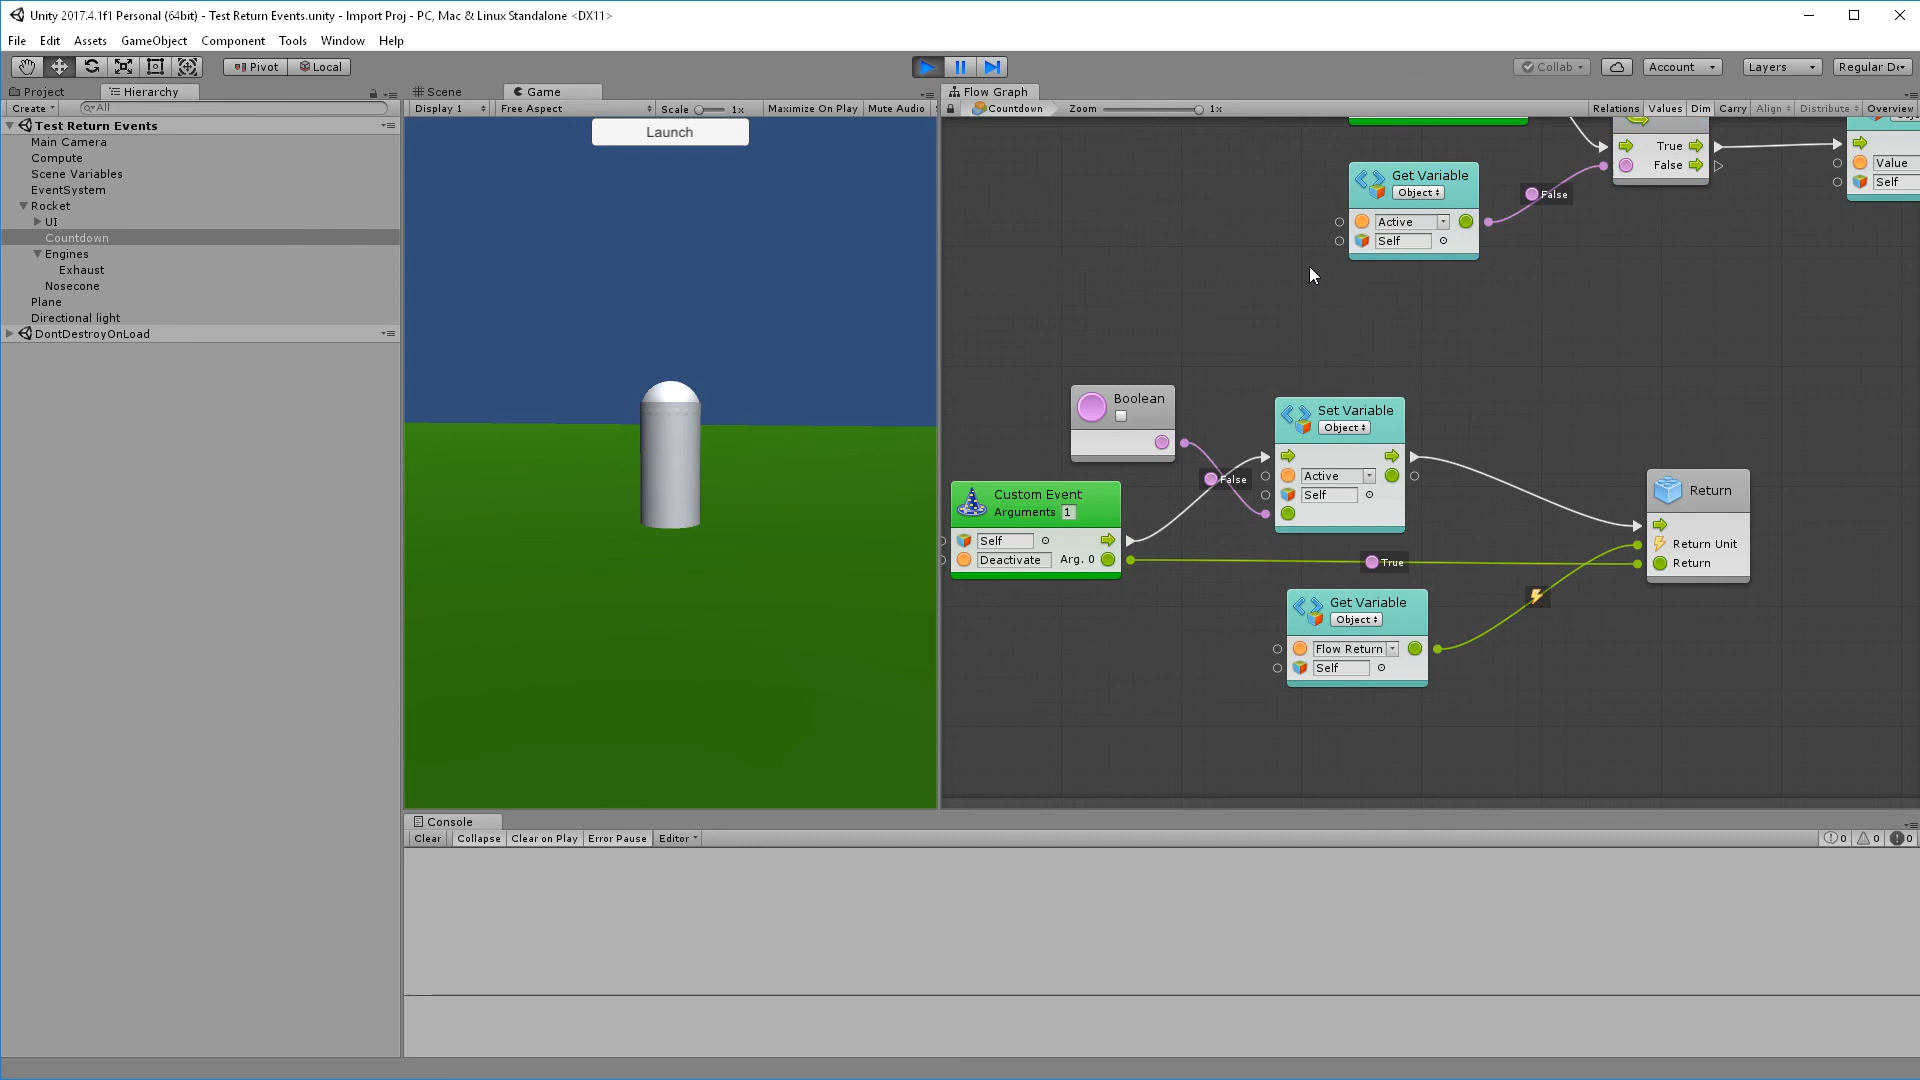 Unity 2017.4.1f1 Personal (64bit) - Test Return Events.unity - Import Proj - PC, Mac & Linux Standalone <DX11>
File Edit Assets GameObject Component Tools Window Help
Pivot Local Collab Account Layers Regular De
Project Hierarchy
Create All
Test Return Events
Main Camera
Compute
Scene Variables
EventSystem
Rocket
UI
Countdown
Engines
Exhaust
Nosecone
Plane
Directional light
DontDestroyOnLoad
Scene Game
Display 1 Free Aspect Scale 1x Maximize On Play Mute Audio
Launch
Flow Graph
Countdown Zoom 1x Relations Values Dim Carry Align Distribute Overview
True
False
Value
Self
Get Variable
Object
Active
Self
False
Boolean
Set Variable
Object
Active
Self
False
Custom Event
Arguments 1
Self
Deactivate Arg. 0
True
Return
Return Unit
Return
Get Variable
Object
Flow Return
Self
Console
Clear Collapse Clear on Play Error Pause Editor 0 0 0